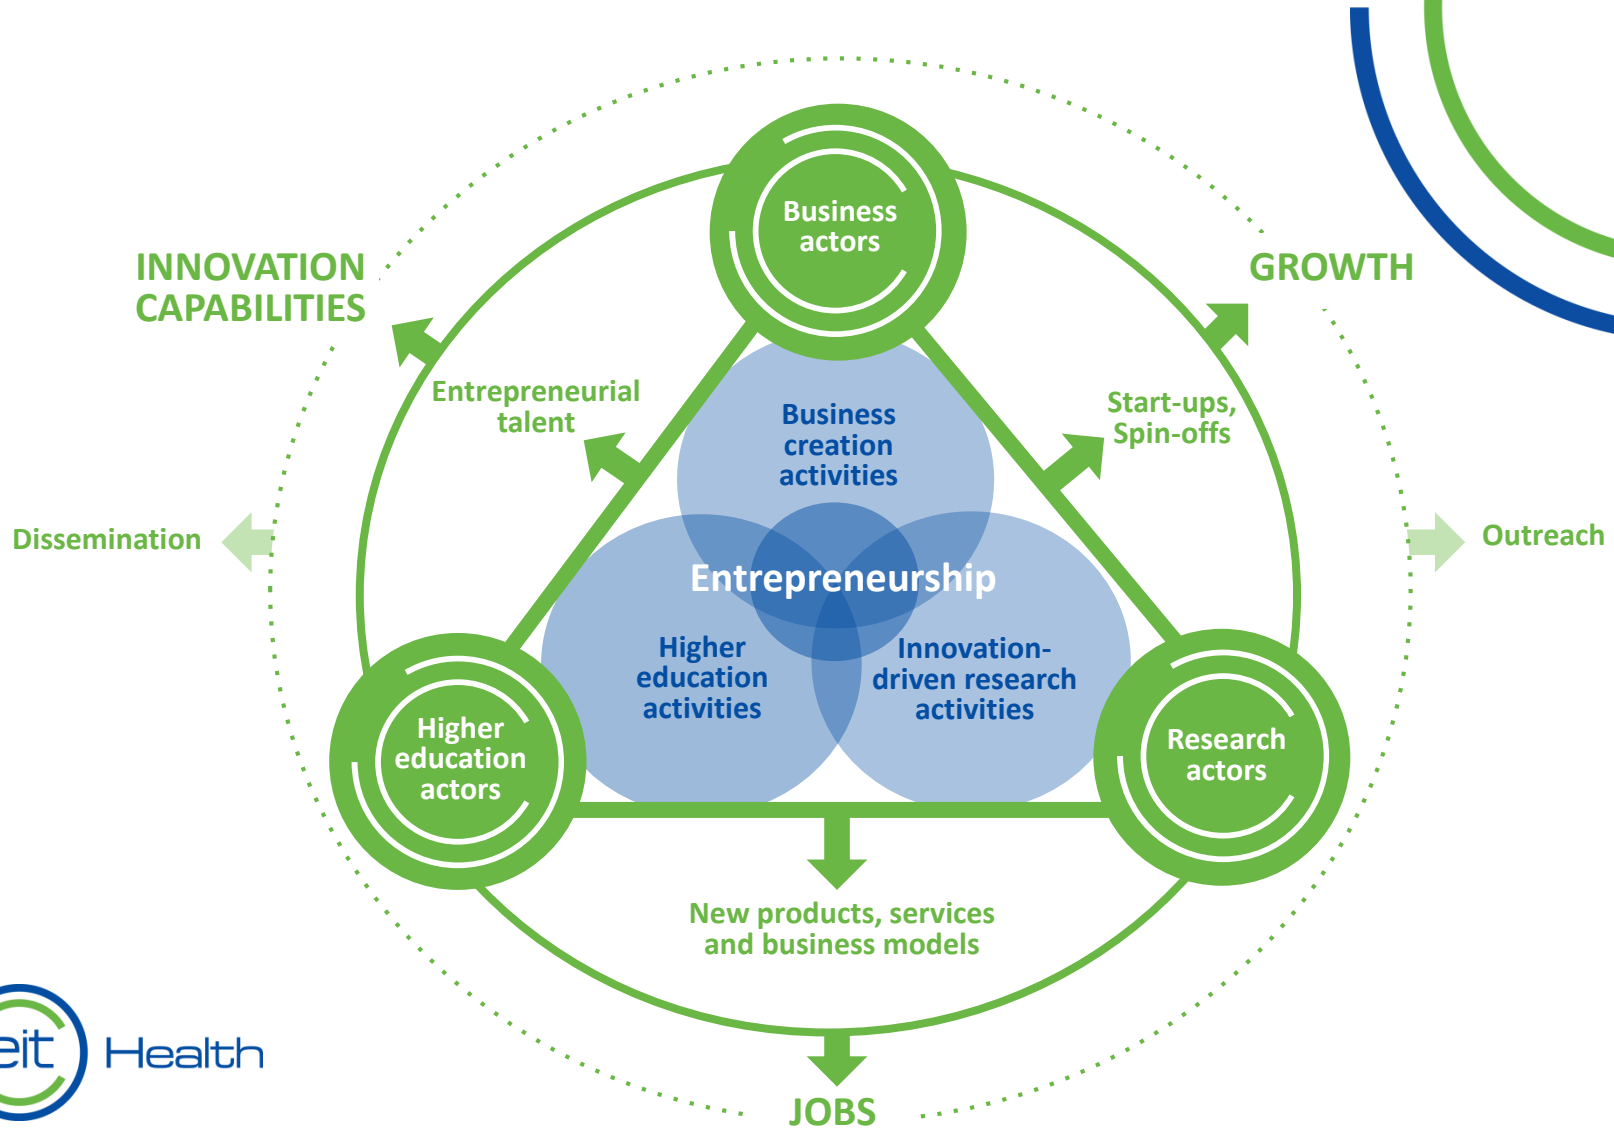 Business
actors
INNOVATION
CAPABILITIES
GROWTH
Entrepreneurial
talent
Start-ups,
Spin-offs
Business
creation
activities
Dissemination
Outreach
Entrepreneurship
Higher
education
activities
Innovation-
driven research
activities
Higher
education
actors
Research
actors
New products, services
and business models
JOBS
eit Health